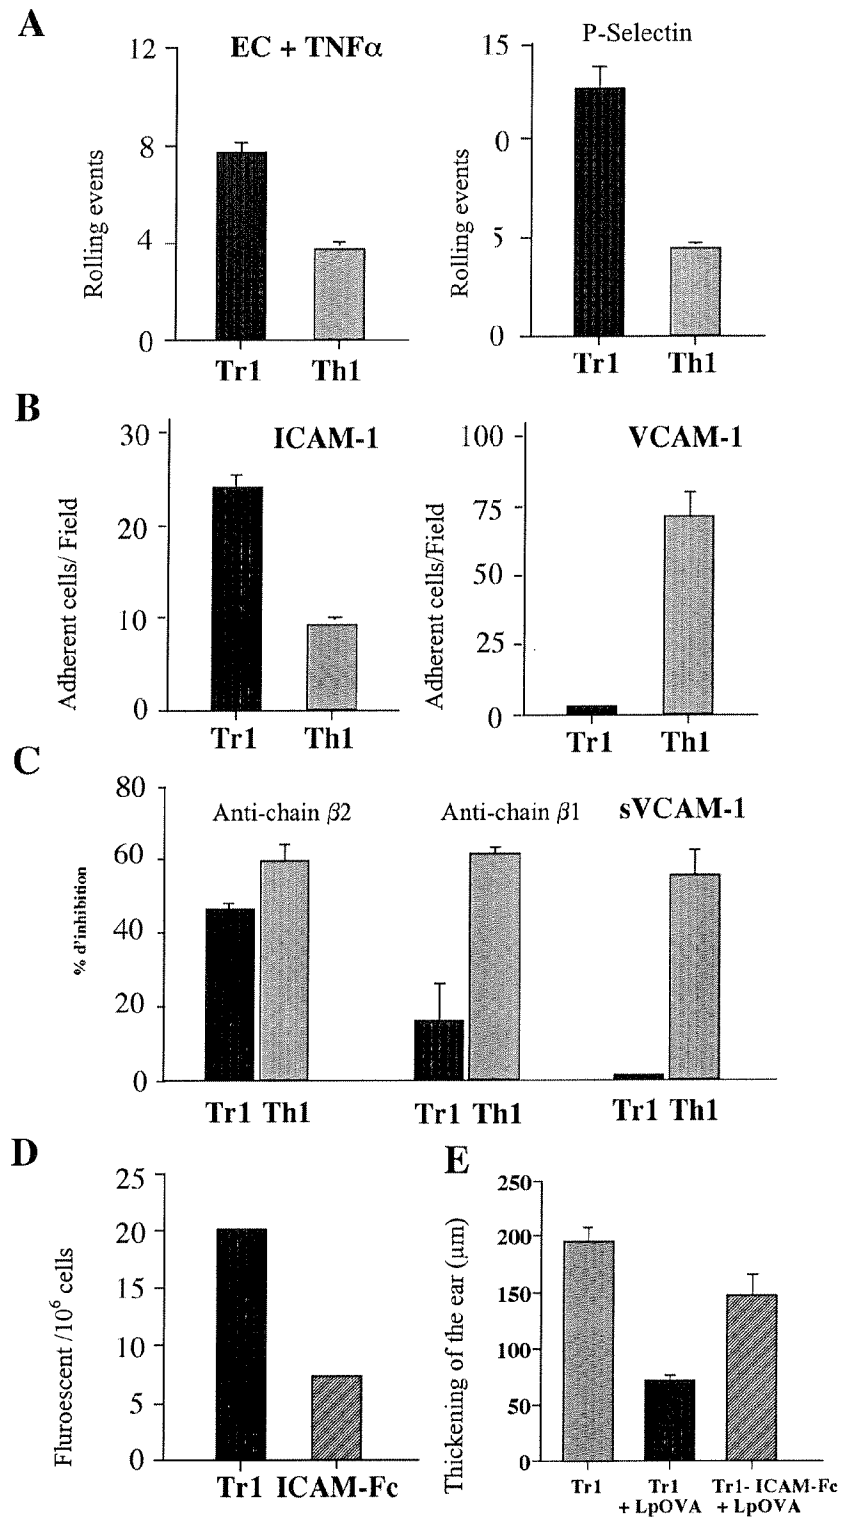 A
EC + TNFα
P-Selectin
Rolling events
12
8
4
0
Tr1 Th1
Rolling events
15
0
5
0
Tr1 Th1
B
ICAM-1
VCAM-1
Adherent cells/ Field
30
20
10
0
Tr1 Th1
Adherent cells/Field
100
75
50
25
0
Tr1 Th1
C
Anti-chain β2
Anti-chain β1
sVCAM-1
% d'inhibition
80
60
40
20
0
Tr1 Th1
Tr1 Th1
Tr1 Th1
D
Fluroescent /10⁶ cells
25
20
15
10
5
0
Tr1 ICAM-Fc
E
Thickening of the ear (μm)
250
200
150
100
50
0
Tr1
Tr1
+ LpOVA
Tr1- ICAM-Fc
+ LpOVA